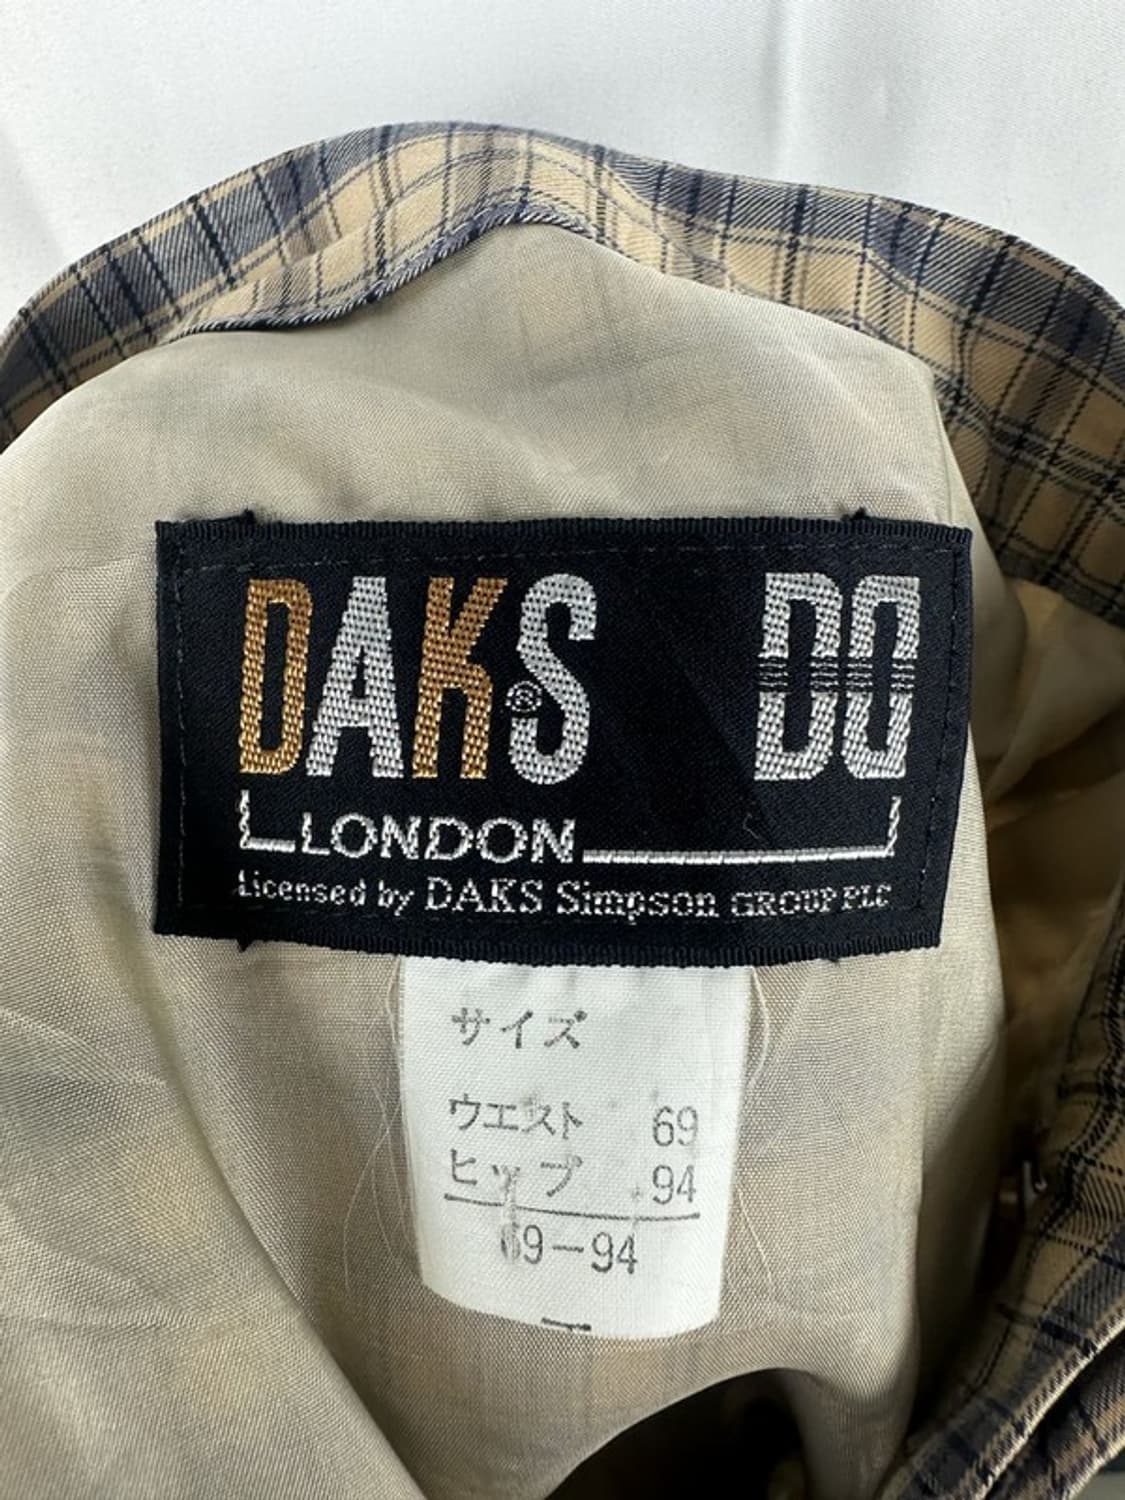 DAKS® DD
LONDON
Licensed by DAKS Simpson GROUP PLC
サイズ
ウエスト 69
ヒップ 94
69-94